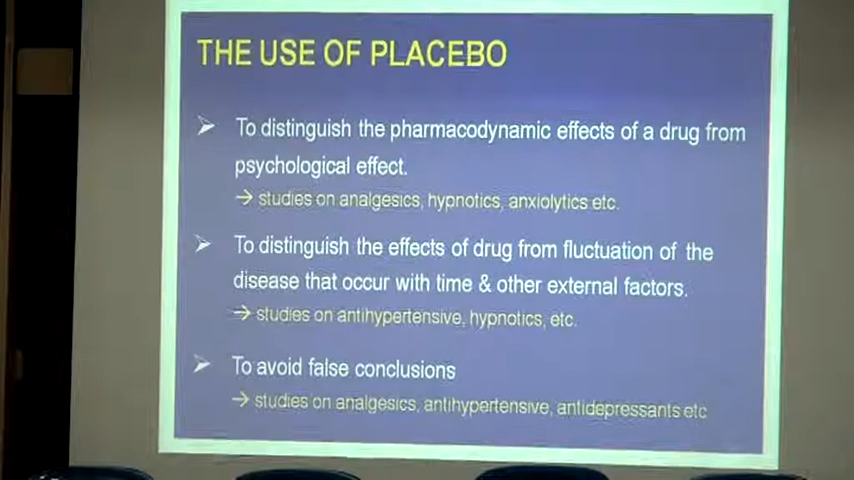 THE USE OF PLACEBO
➢ To distinguish the pharmacodynamic effects of a drug from
psychological effect.
→ studies on analgesics, hypnotics, anxiolytics etc.
➢ To distinguish the effects of drug from fluctuation of the
disease that occur with time & other external factors.
→ studies on antihypertensive, hypnotics, etc.
➢ To avoid false conclusions
→ studies on analgesics, antihypertensive, antidepressants etc